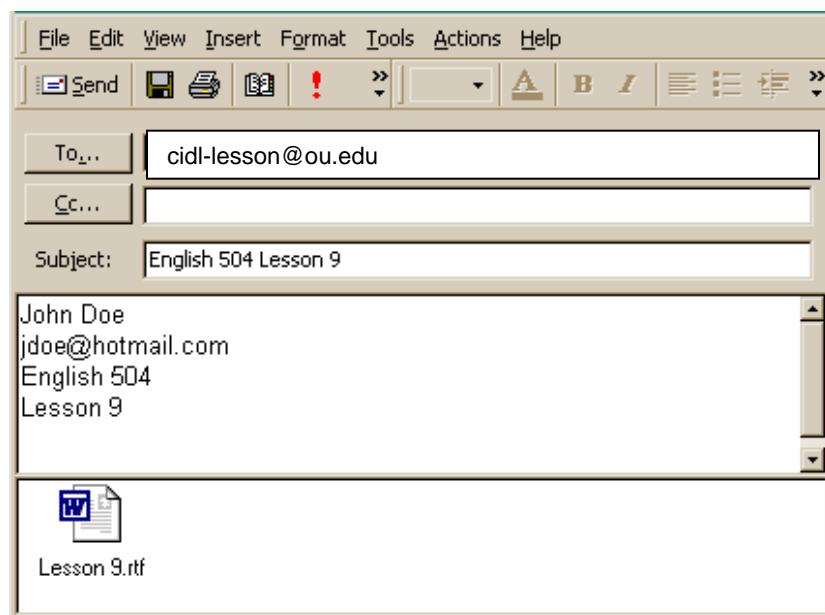 File Edit View Insert Format Tools Actions Help
Send ! A B I
To... cidl-lesson@ou.edu
Cc...
Subject: English 504 Lesson 9
John Doe
jdoe@hotmail.com
English 504
Lesson 9
W
Lesson 9.rtf